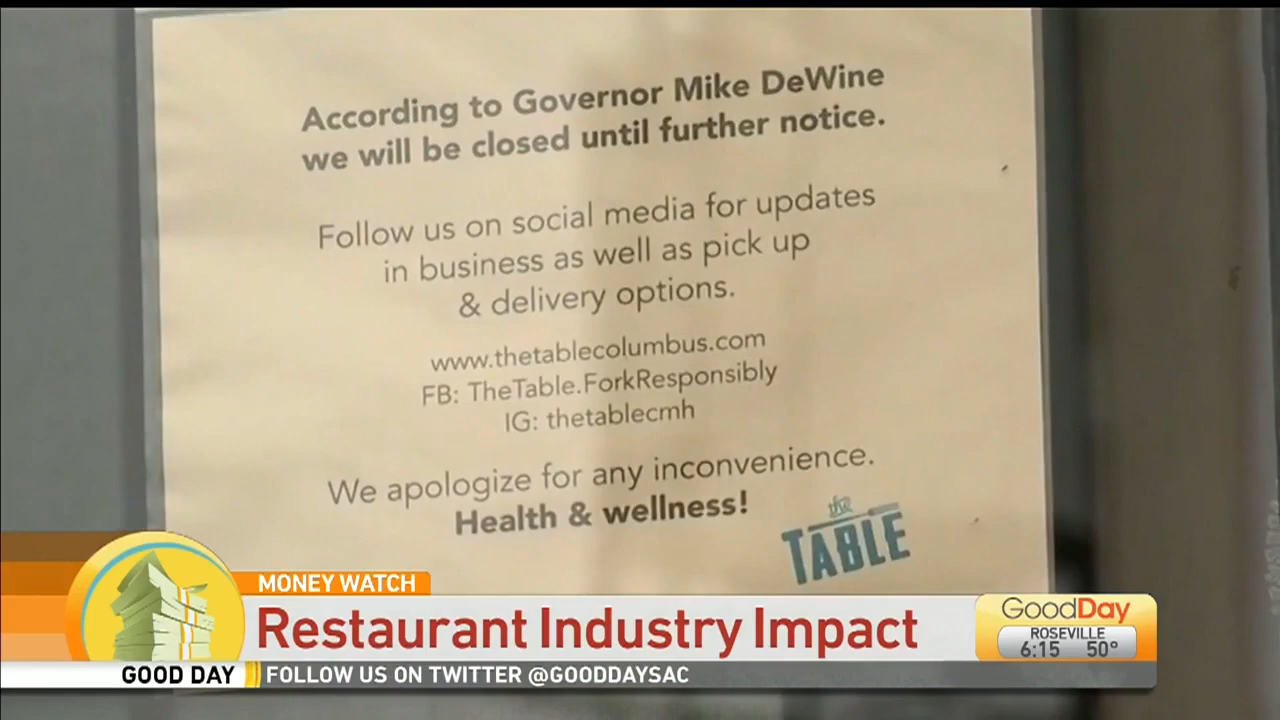 According to Governor Mike DeWine
we will be closed until further notice.
Follow us on social media for updates
in business as well as pick up
& delivery options.
www.thetablecolumbus.com
FB: TheTable.ForkResponsibly
IG: thetablecmh
We apologize for any inconvenience.
Health & wellness!
the
TABLE
MONEY WATCH
Restaurant Industry Impact
GoodDay
ROSEVILLE
6:15 50°
GOOD DAY
FOLLOW US ON TWITTER @GOODDAYSAC